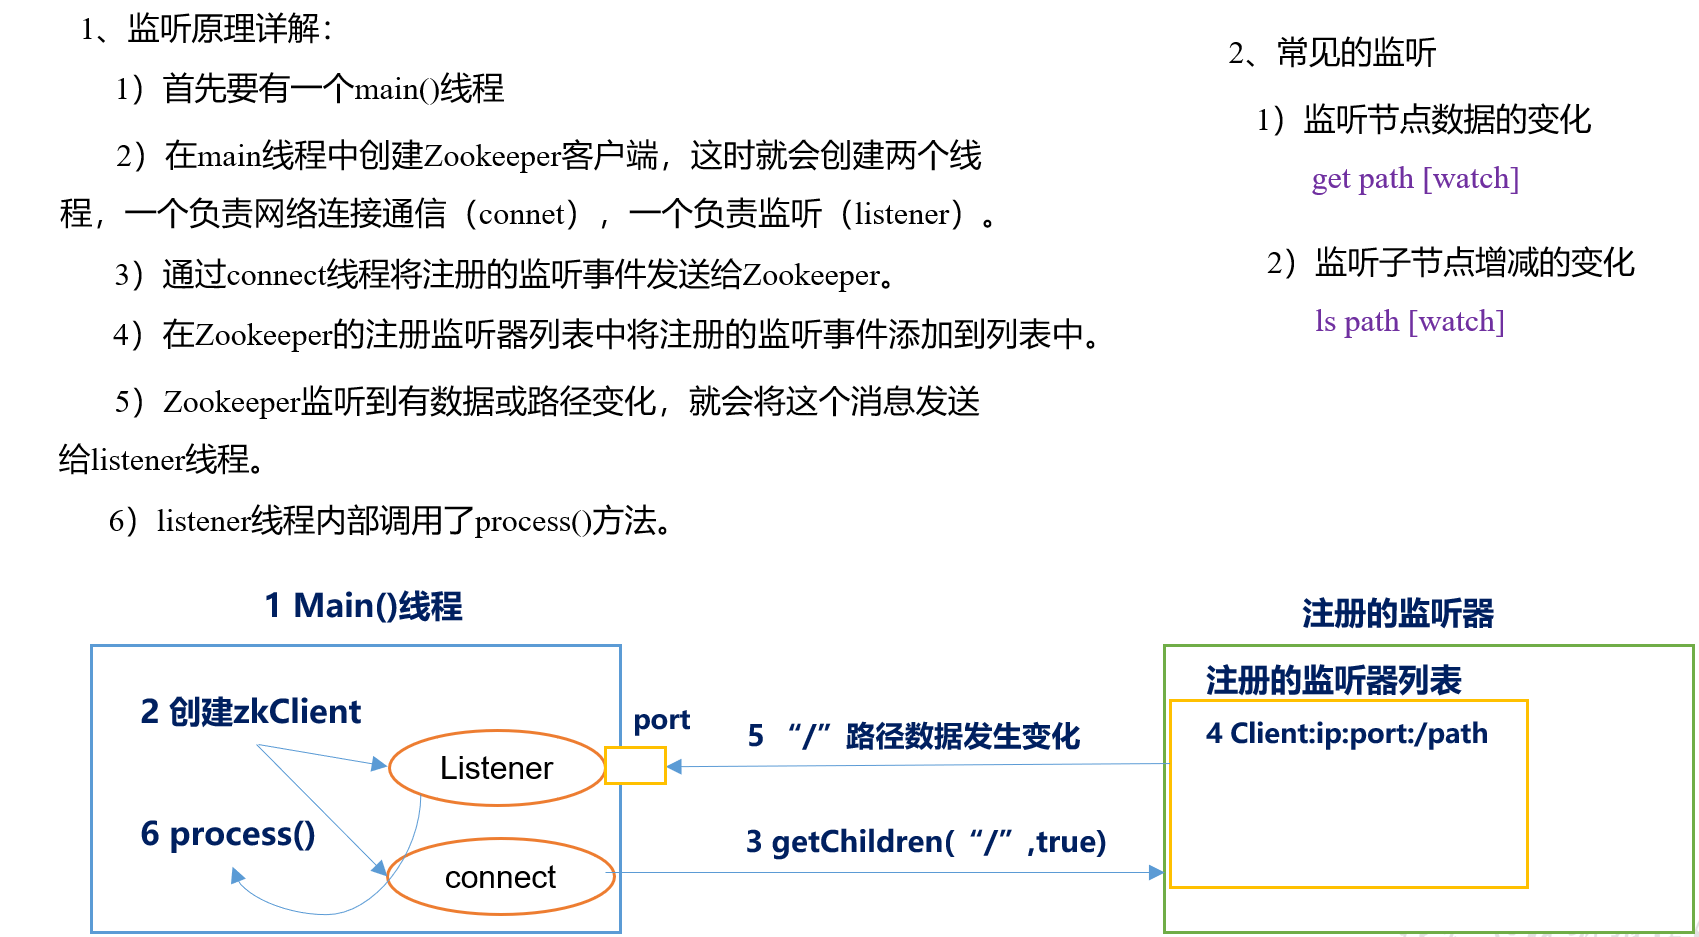 1、监听原理详解：
1）首先要有一个main()线程
2）在main线程中创建Zookeeper客户端，这时就会创建两个线
程，一个负责网络连接通信（connet），一个负责监听（listener）。
3）通过connect线程将注册的监听事件发送给Zookeeper。
4）在Zookeeper的注册监听器列表中将注册的监听事件添加到列表中。
5）Zookeeper监听到有数据或路径变化，就会将这个消息发送
给listener线程。
6）listener线程内部调用了process()方法。
2、常见的监听
1）监听节点数据的变化
get path [watch]
2）监听子节点增减的变化
ls path [watch]
1 Main()线程
2 创建zkClient
Listener
port
6 process()
connect
5 “/”路径数据发生变化
3 getChildren(“/”,true)
注册的监听器
注册的监听器列表
4 Client:ip:port:/path